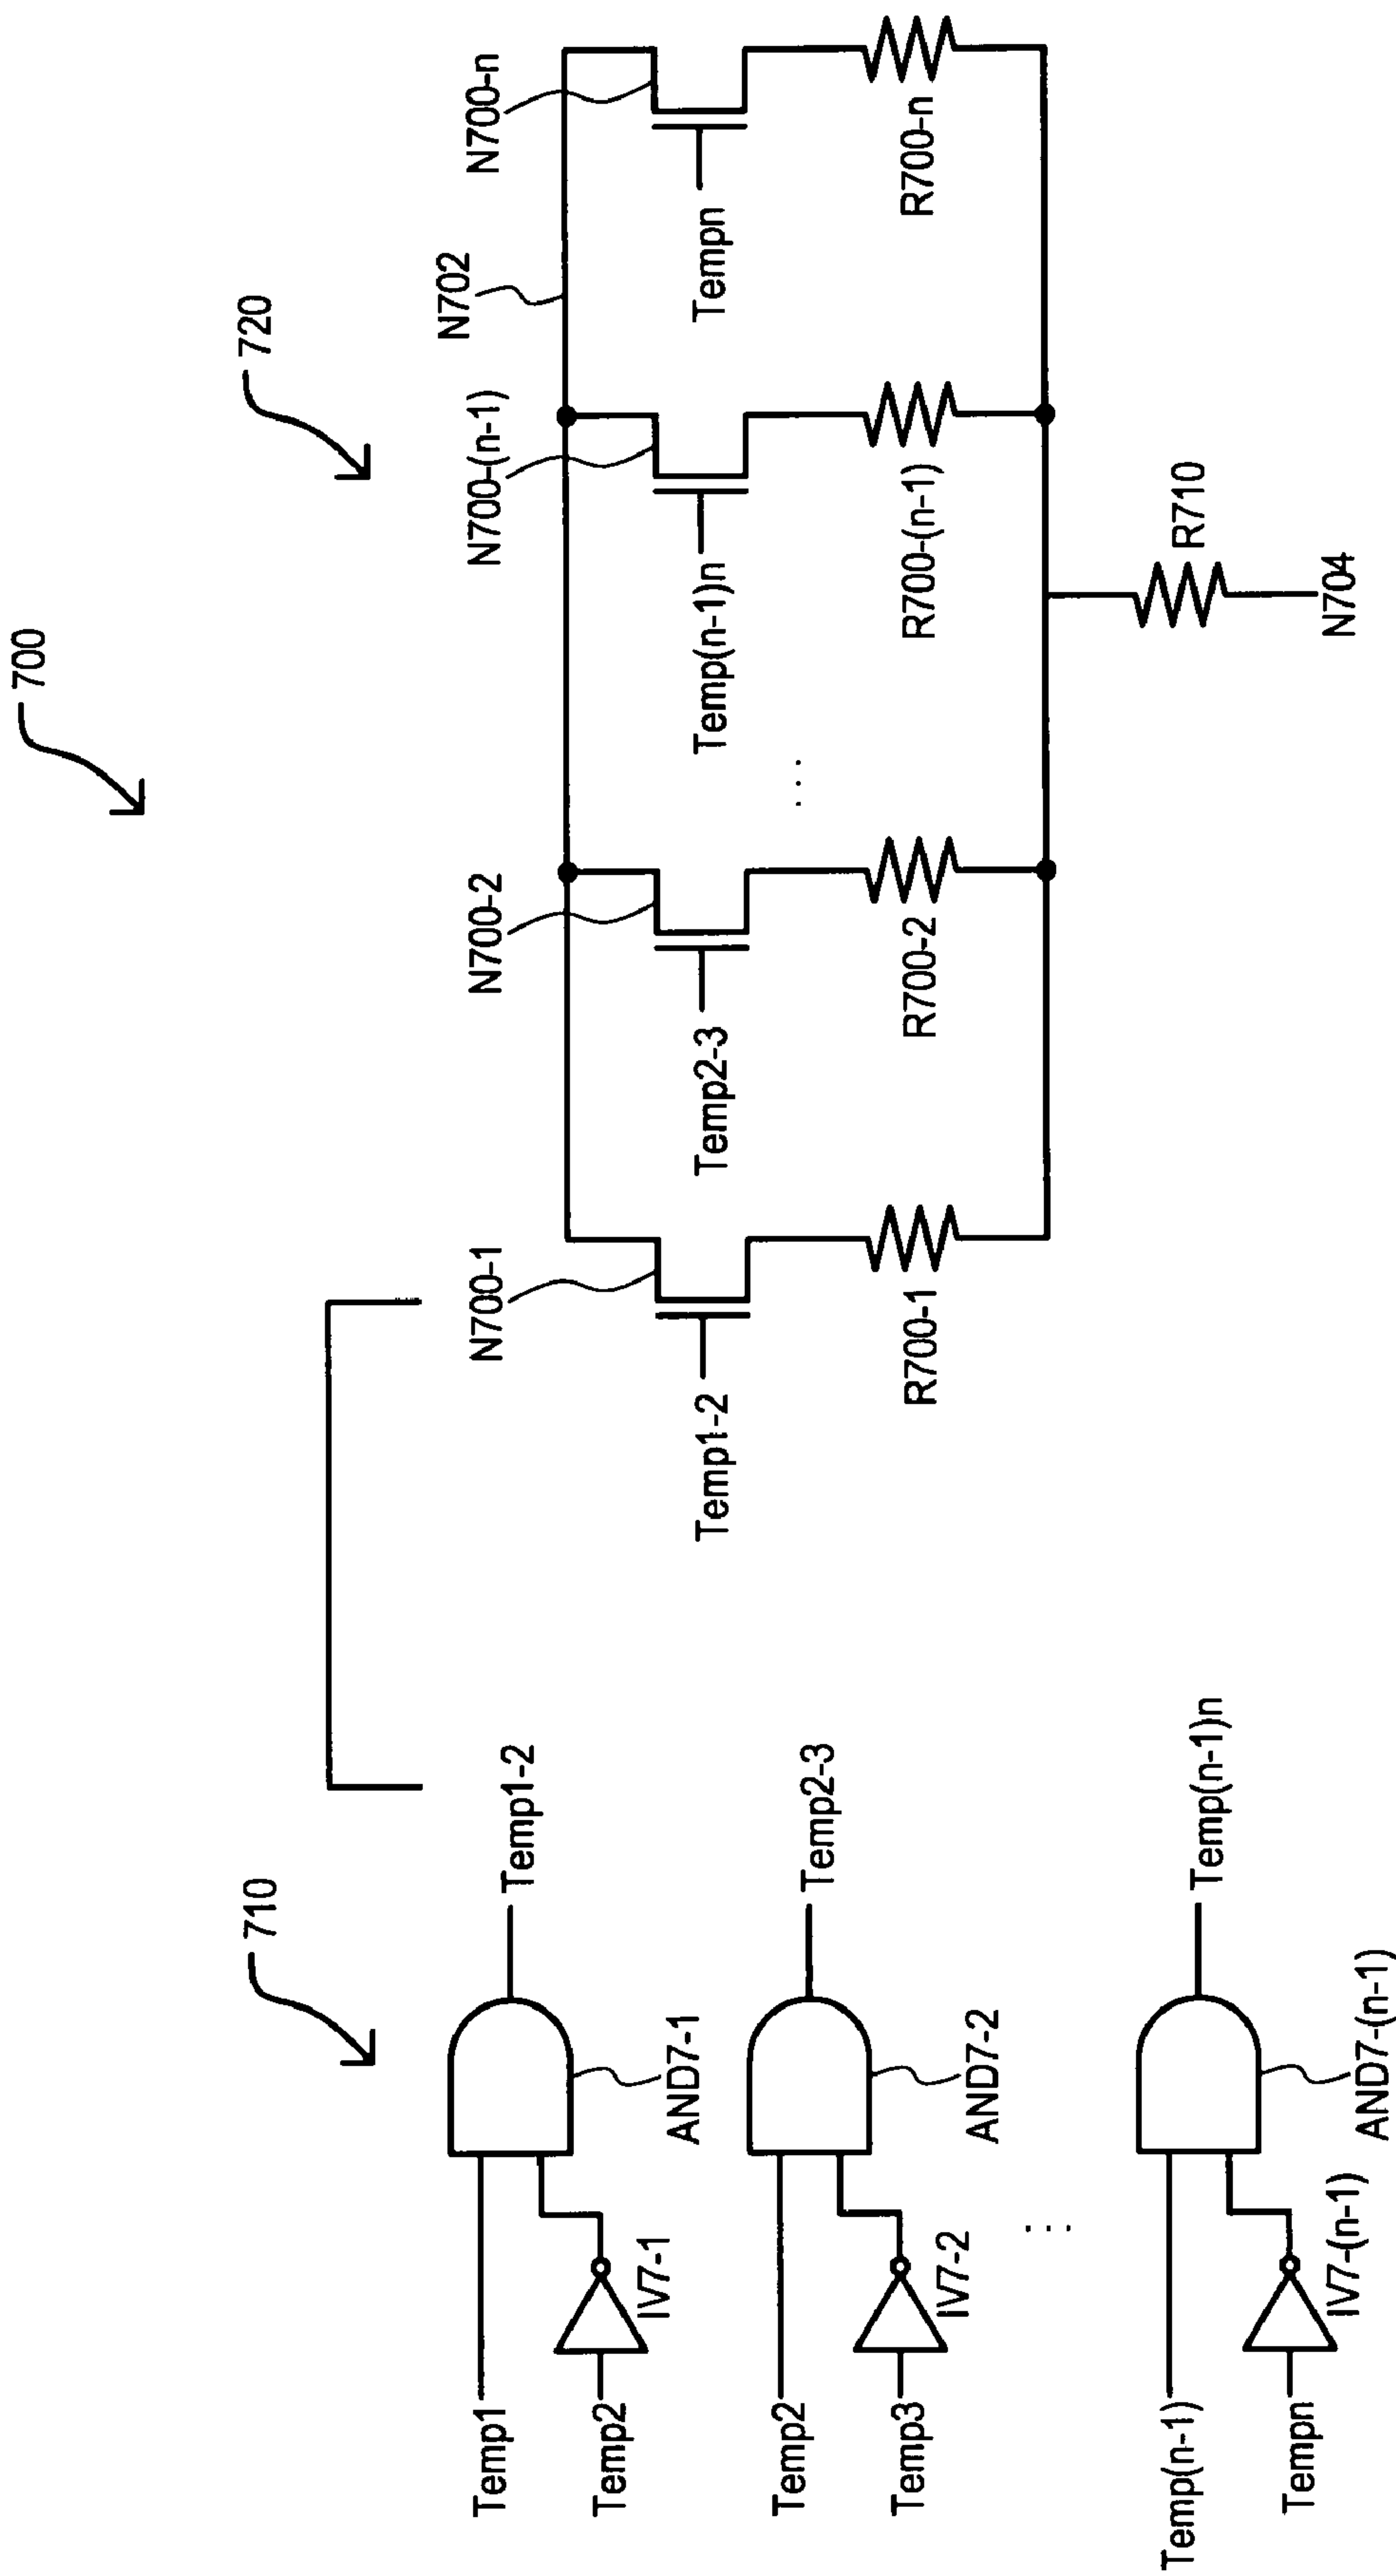 700
710
Temp1
Temp2
IV7-1
AND7-1
Temp1-2
Temp2
Temp3
IV7-2
AND7-2
Temp2-3
⋮
Temp(n-1)
Tempn
IV7-(n-1)
AND7-(n-1)
Temp(n-1)n
720
N702
N700-1
N700-2
N700-(n-1)
N700-n
Temp1-2
Temp2-3
...
Temp(n-1)n
Tempn
R700-1
R700-2
R700-(n-1)
R700-n
R710
N704